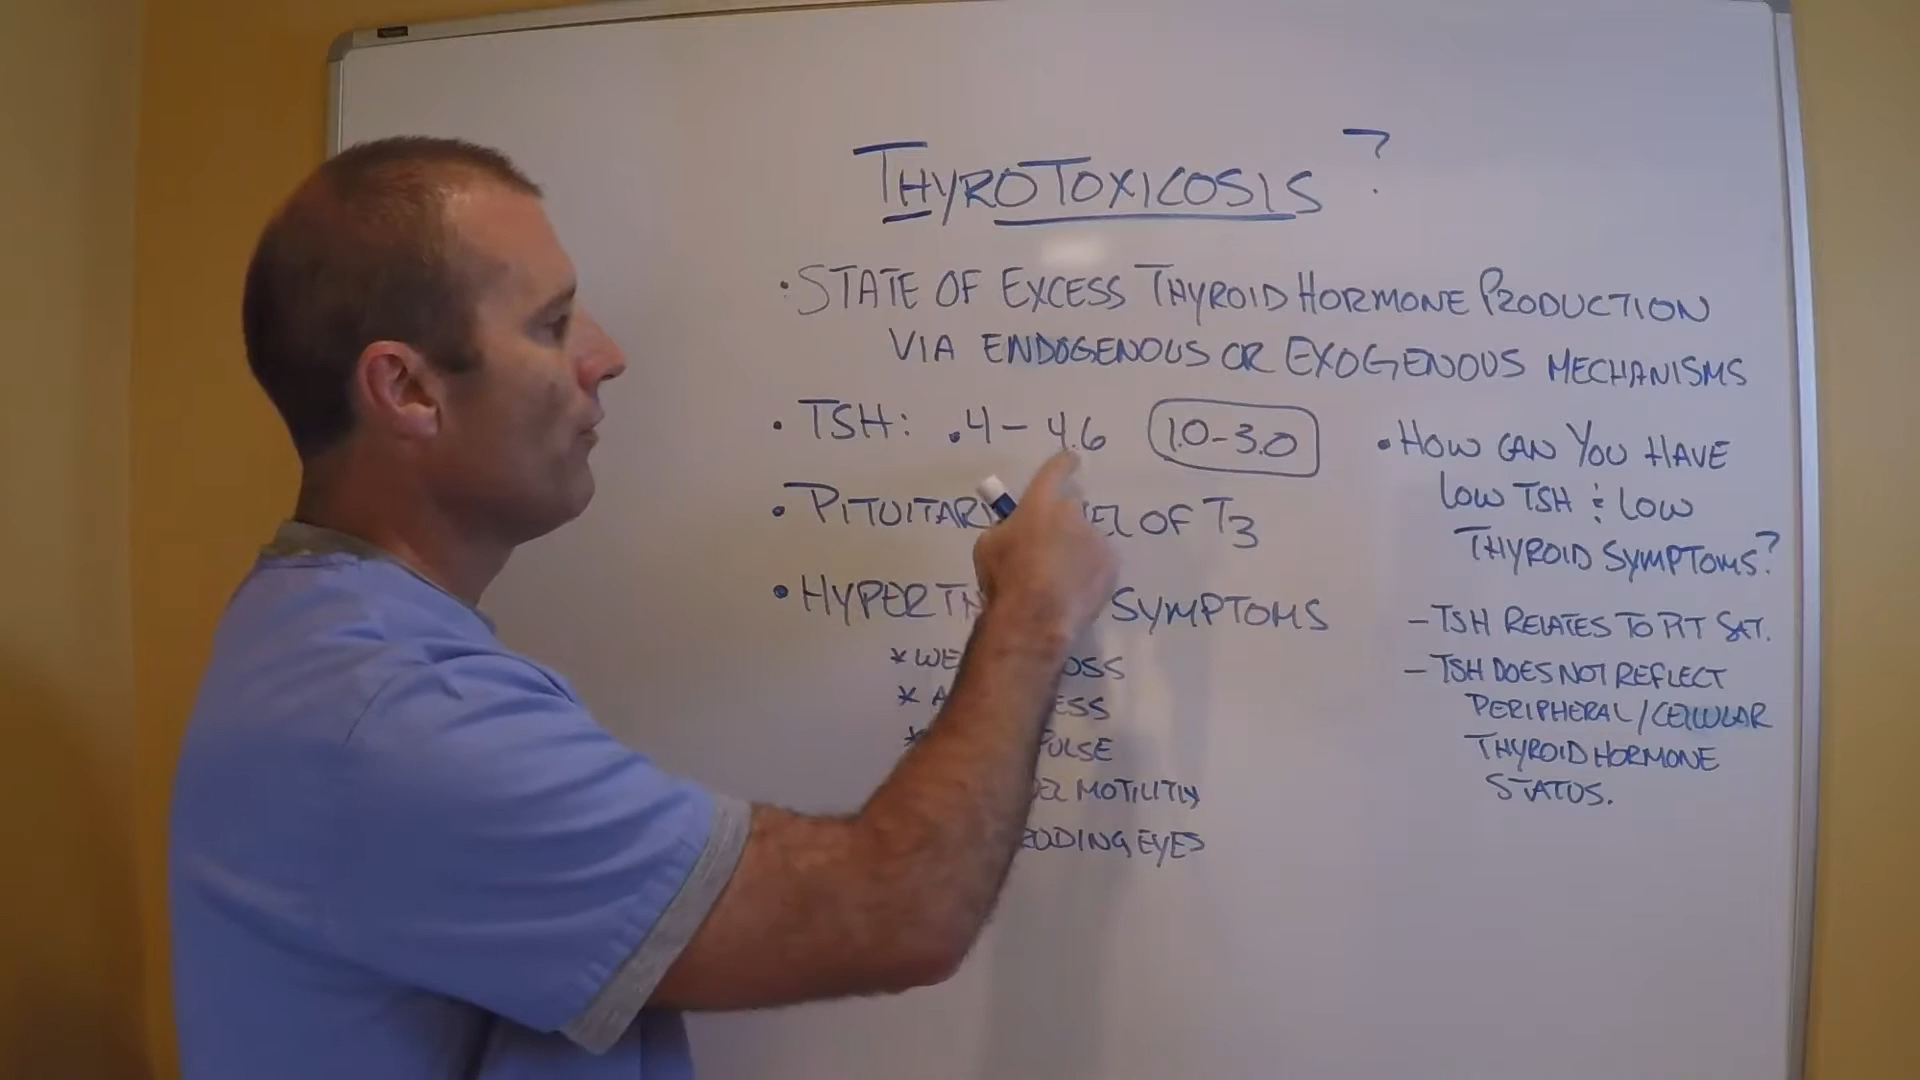 THYROTOXICOSIS?
• STATE OF EXCESS THYROID HORMONE PRODUCTION
VIA ENDOGENOUS OR EXOGENOUS MECHANISMS
• TSH: .4 - 4.6 1.0-3.0
• PITUITARY OF T3
• SYMPTOMS
*
*
* PULSE
MOTILITY
EYES
• HOW CAN YOU HAVE
LOW TSH & LOW
THYROID SYMPTOMS?
- TSH RELATES TO PIT SAT.
- TSH DOES NOT REFLECT
PERIPHERAL/CELLULAR
THYROID HORMONE
STATUS.